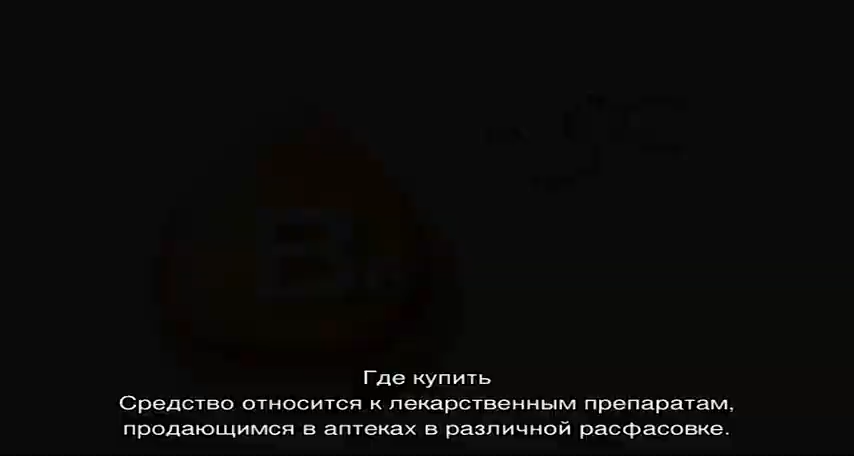 Где купить
Средство относится к лекарственным препаратам,
продающимся в аптеках в различной расфасовке.